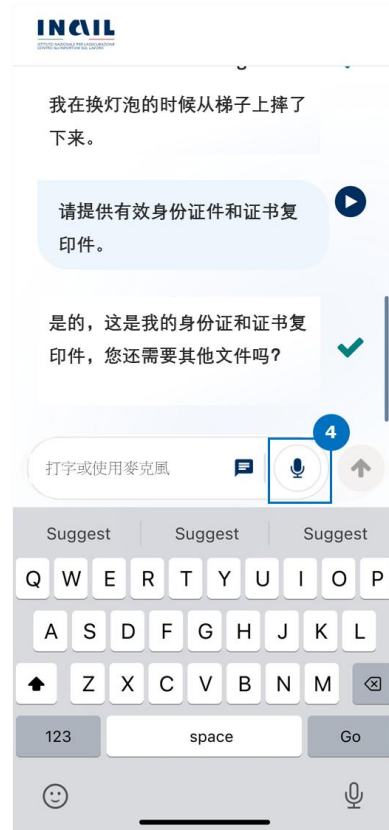 INAIL
ISTITUTO NAZIONALE PER L'ASSICURAZIONE
CONTRO GLI INFORTUNI SUL LAVORO
我在换灯泡的时候从梯子上摔了
下来。
请提供有效身份证件和证书复
印件。
是的，这是我的身份证和证书复
印件，您还需要其他文件吗?
4
打字或使用麥克風
Suggest Suggest Suggest
Q W E R T Y U I O P
A S D F G H J K L
Z X C V B N M
123 space Go